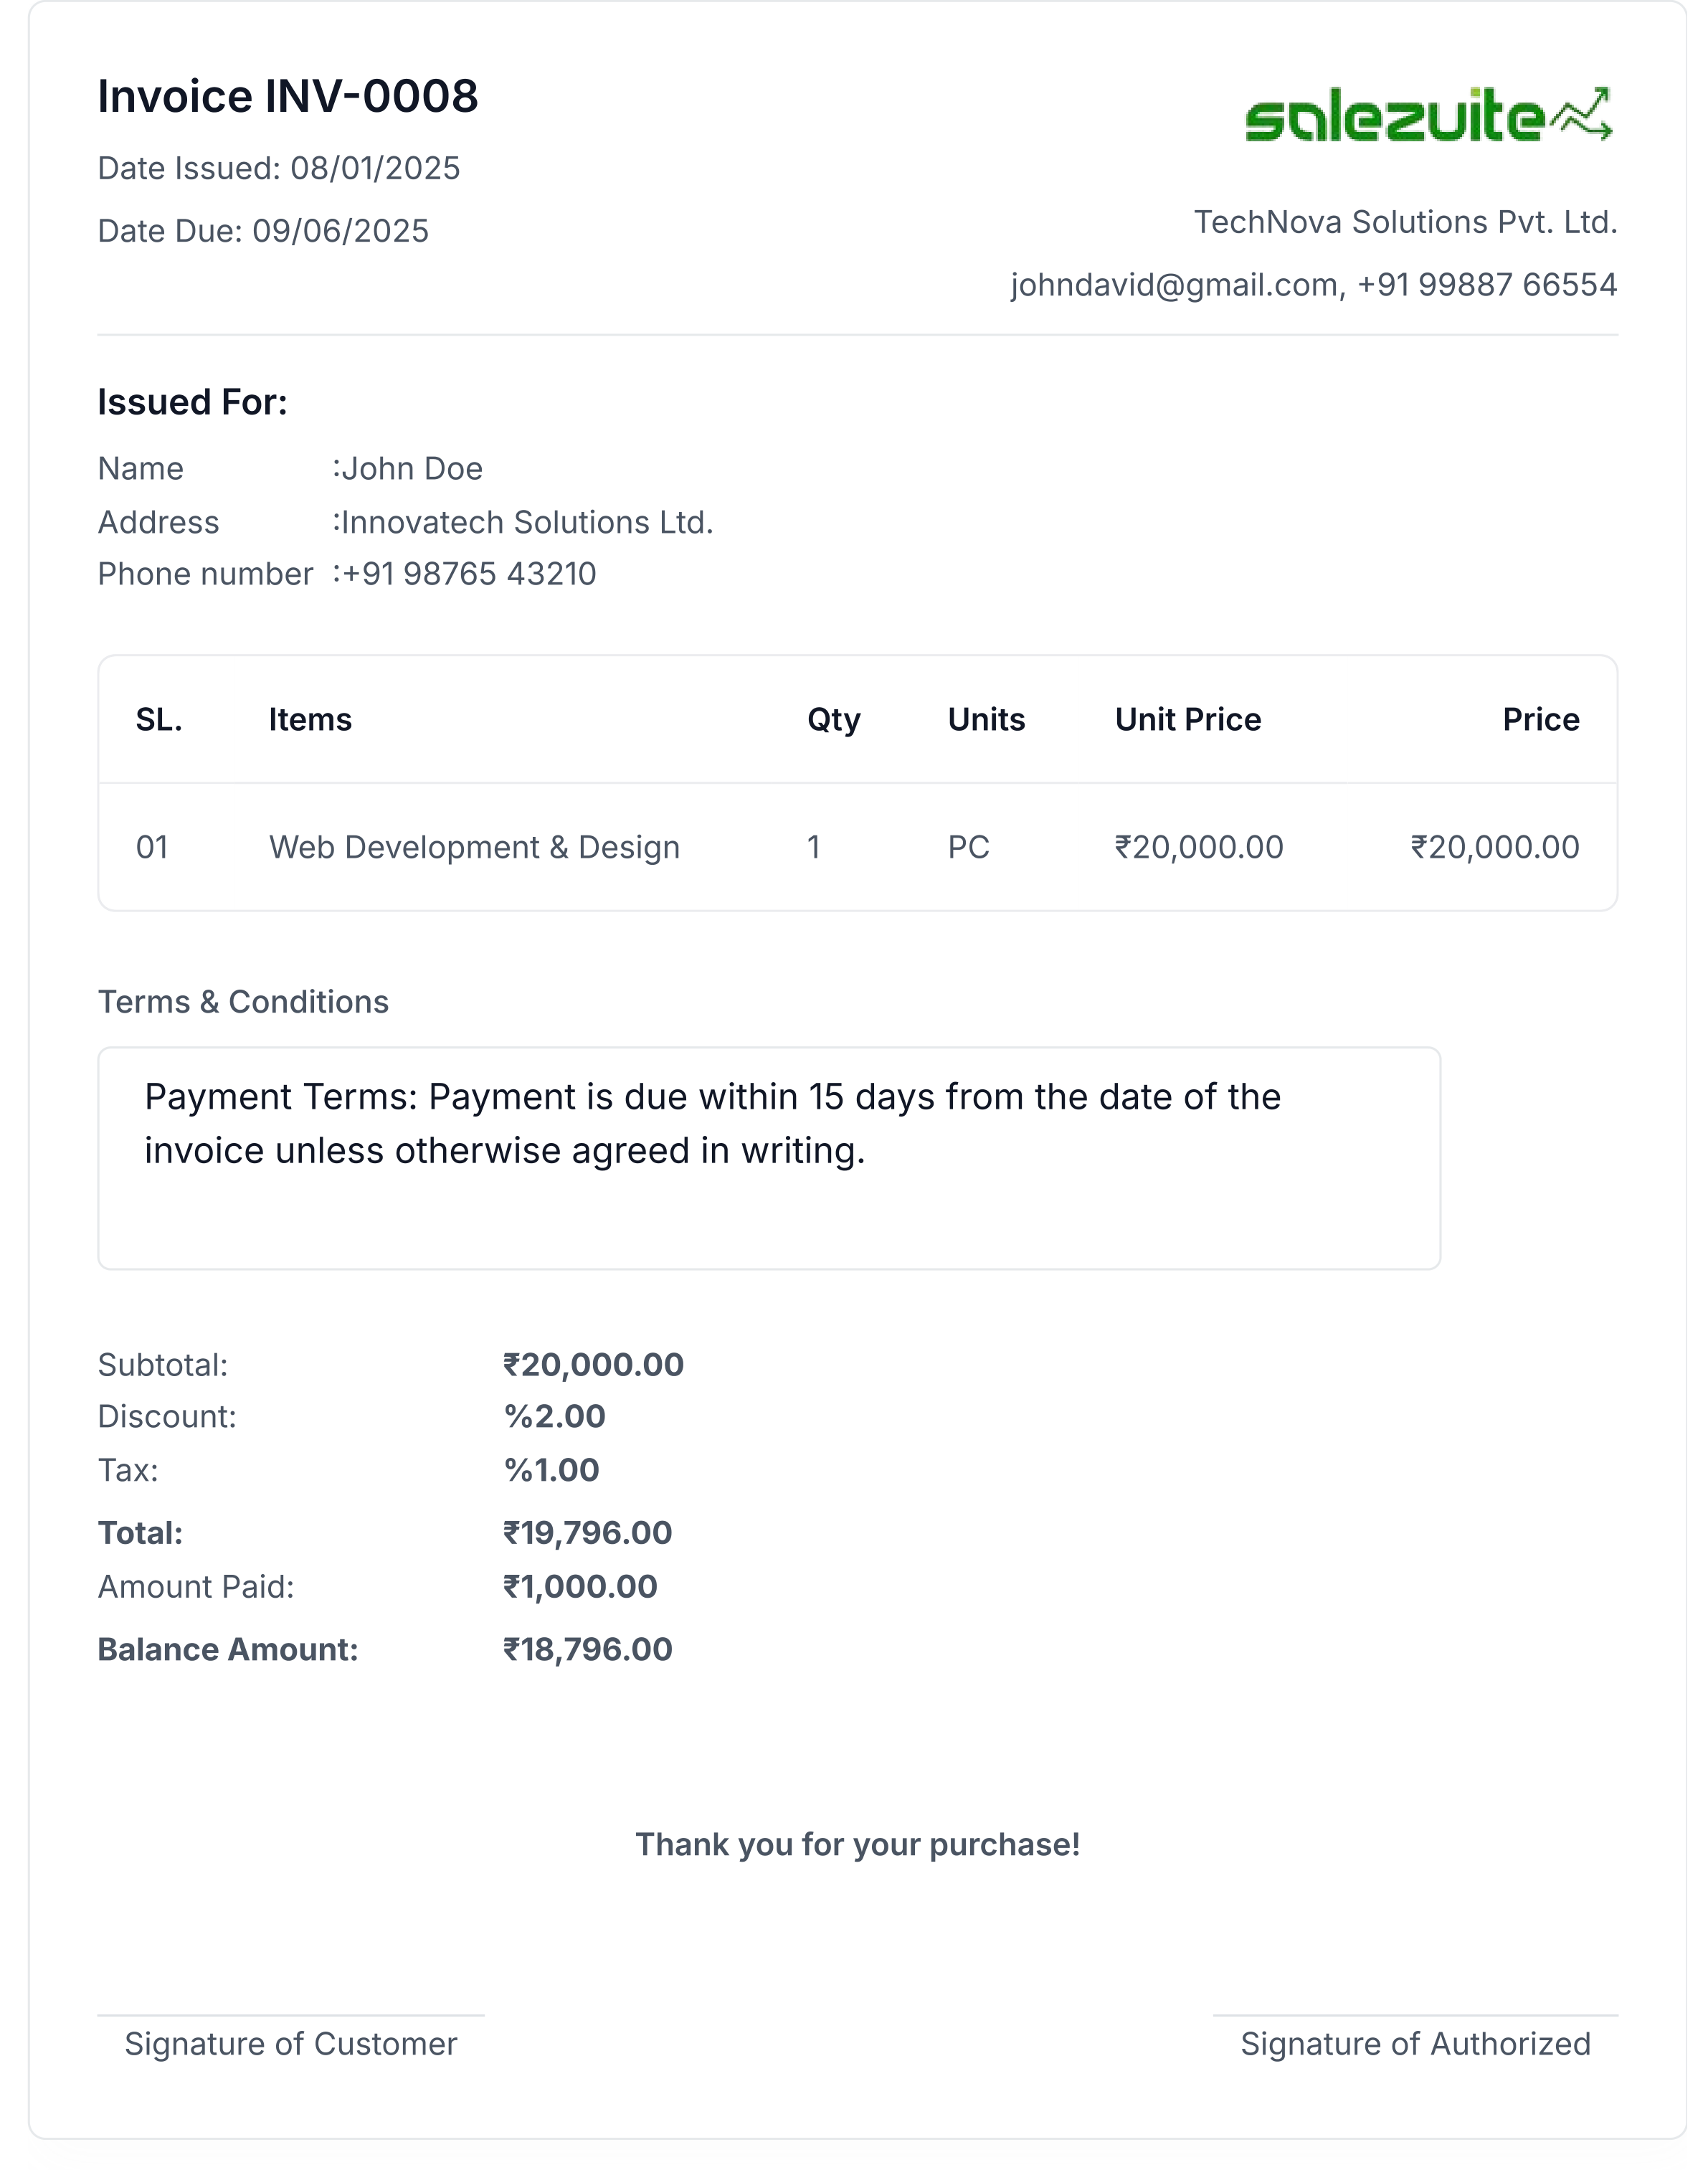 Invoice INV-0008
salezuite
Date Issued: 08/01/2025
Date Due: 09/06/2025
TechNova Solutions Pvt. Ltd.
johndavid@gmail.com, +91 99887 66554
Issued For:
Name :John Doe
Address :Innovatech Solutions Ltd.
Phone number :+91 98765 43210
SL. Items Qty Units Unit Price Price
01 Web Development & Design 1 PC ₹20,000.00 ₹20,000.00
Terms & Conditions
Payment Terms: Payment is due within 15 days from the date of the
invoice unless otherwise agreed in writing.
Subtotal: ₹20,000.00
Discount: %2.00
Tax: %1.00
Total: ₹19,796.00
Amount Paid: ₹1,000.00
Balance Amount: ₹18,796.00
Thank you for your purchase!
Signature of Customer Signature of Authorized